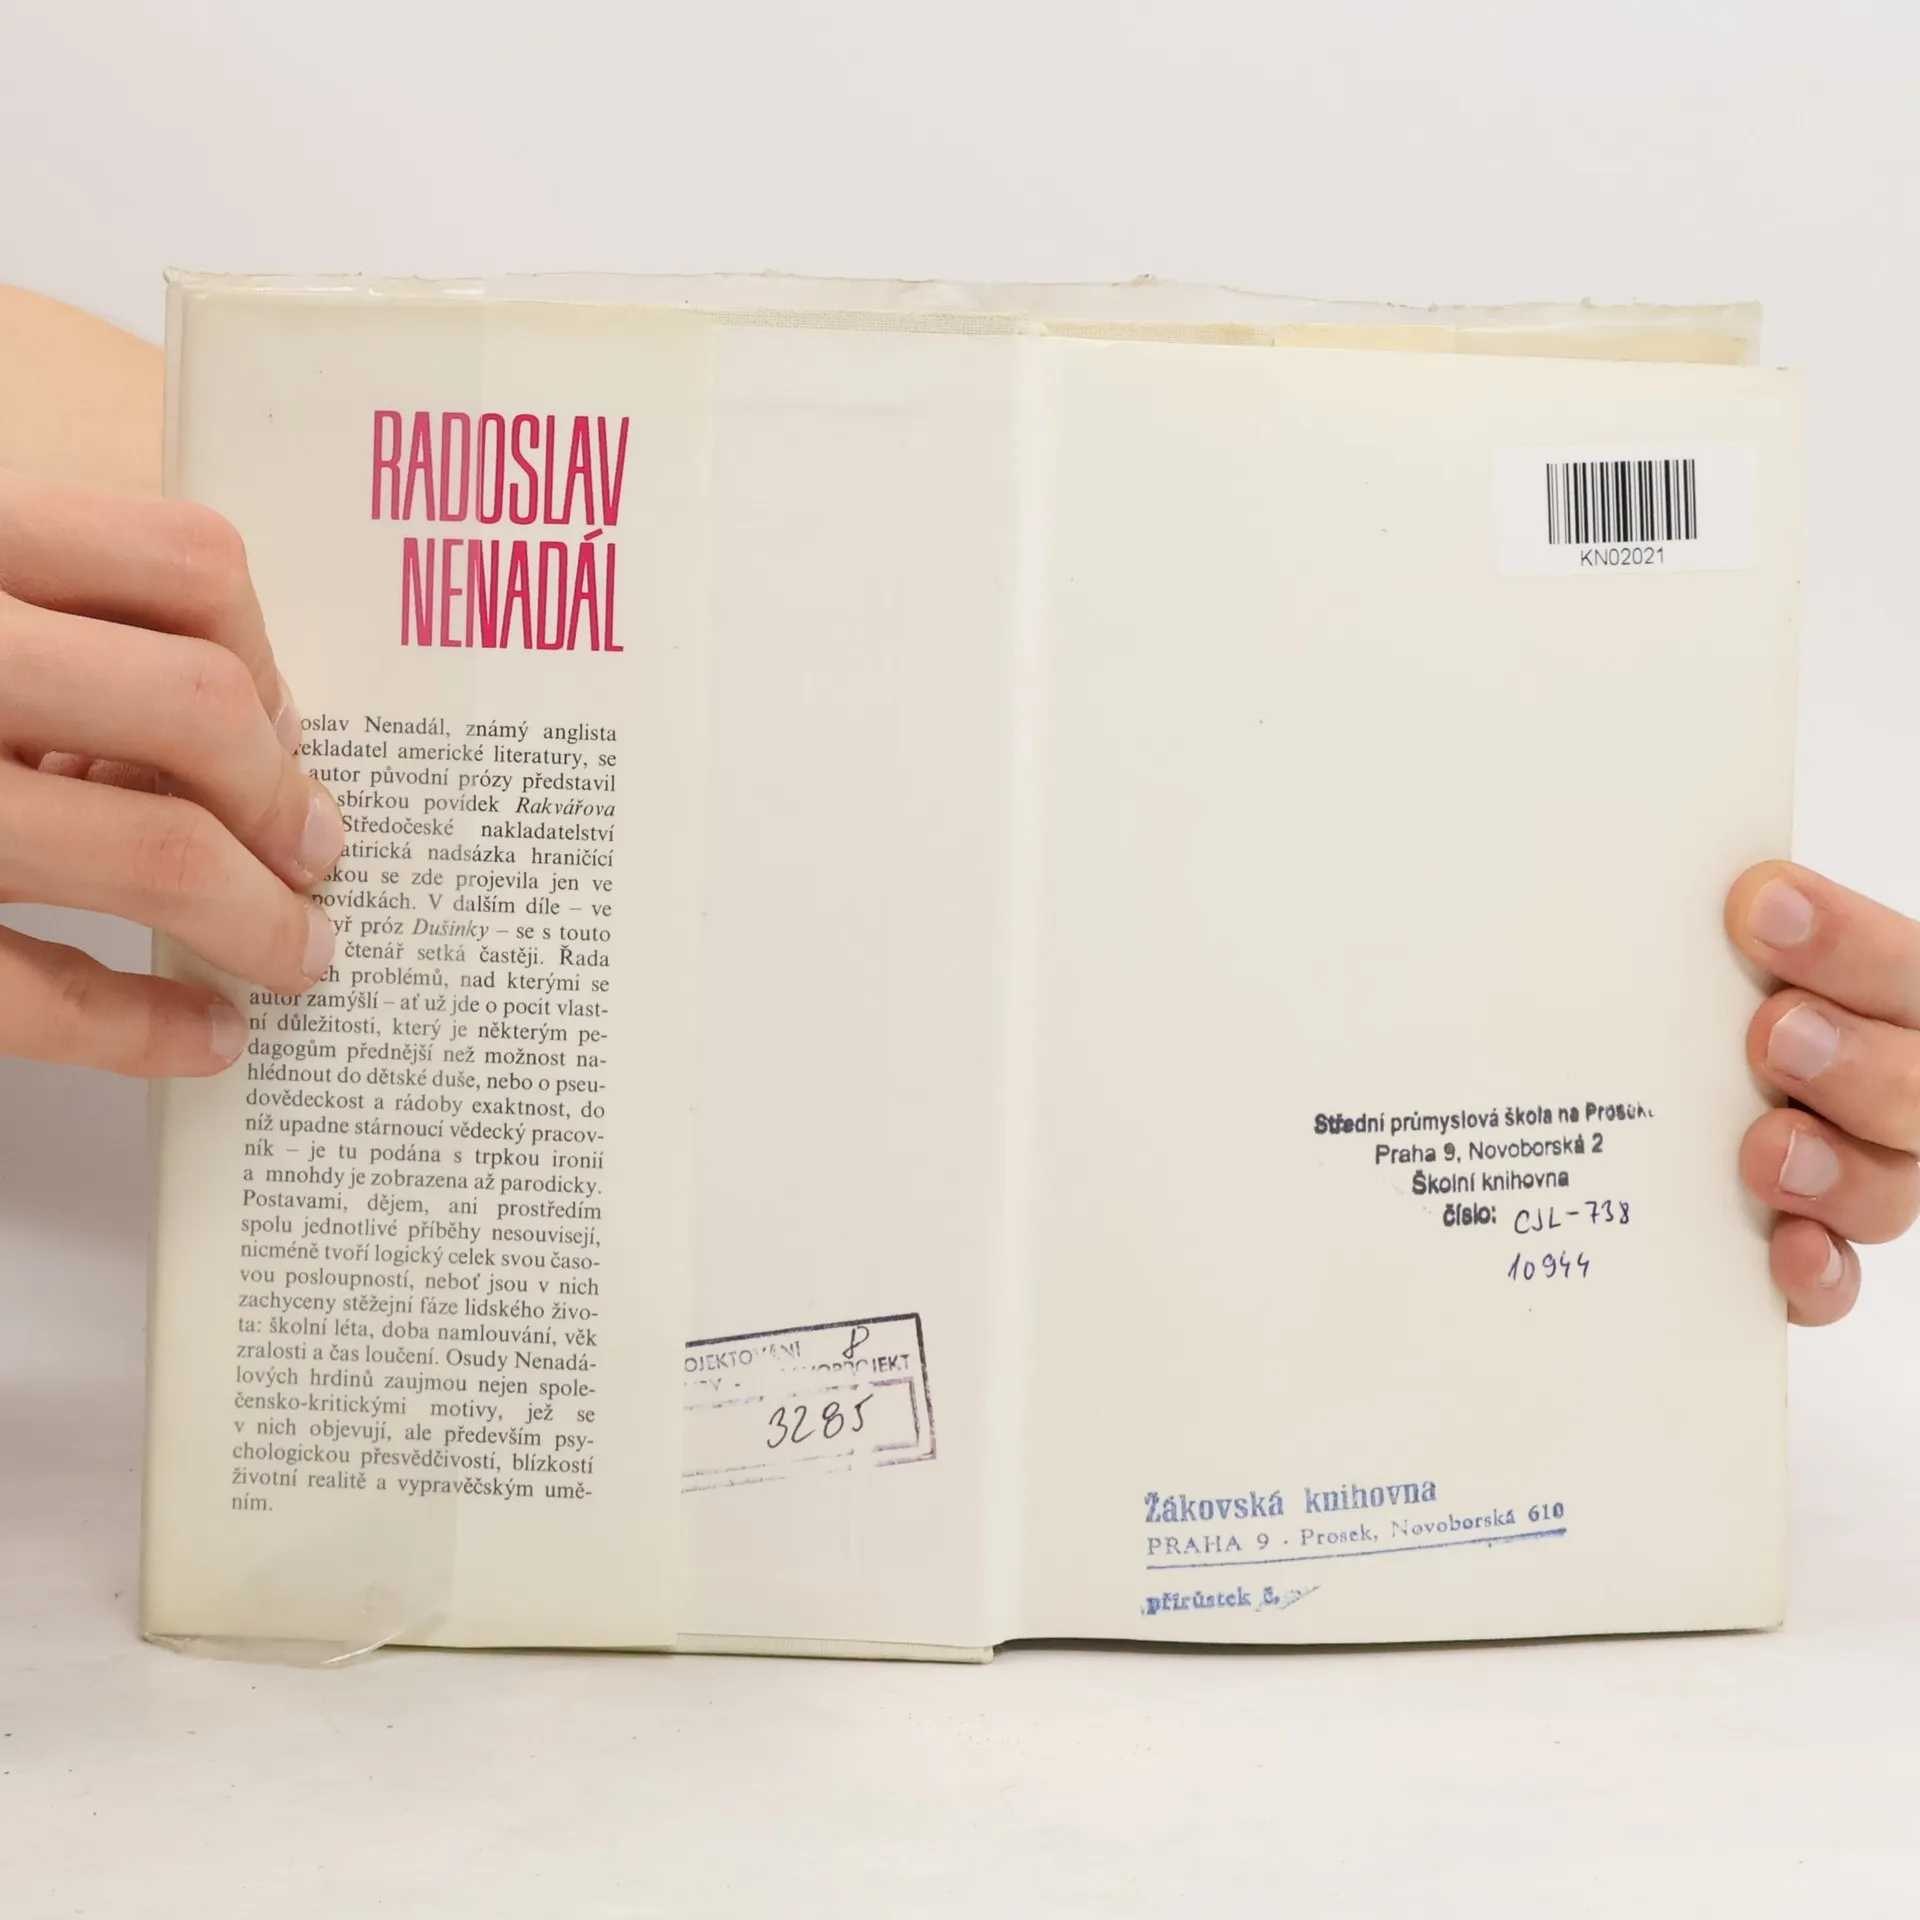 RADOSLAV
NENADÁL
oslav Nenadál, známý anglista
ekladatel americké literatury, se
autor původní prózy představil
sbírkou povídek Rakvářova
Středočeské nakladatelství
atirická nadsázka hraničící
skou se zde projevila jen ve
povídkách. V dalším díle – ve
tyř próz Dušinky – se s touto
čtenář setká častěji. Řada
ch problémů, nad kterými se
autor zamýšlí – ať už jde o pocit vlast-
ní důležitosti, který je některým pe-
dagogům přednější než možnost na-
hlédnout do dětské duše, nebo o pseu-
dovědeckost a rádoby exaktnost, do
níž upadne stárnoucí vědecký pracov-
ník – je tu podána s trpkou ironií
a mnohdy je zobrazena až parodicky.
Postavami, dějem, ani prostředím
spolu jednotlivé příběhy nesouvisejí,
nicméně tvoří logický celek svou časo-
vou posloupností, neboť jsou v nich
zachyceny stěžejní fáze lidského živo-
ta: školní léta, doba namlouvání, věk
zralosti a čas loučení. Osudy Nenadá-
lových hrdinů zaujmou nejen spole-
čensko-kritickými motivy, jež se
v nich objevují, ale především psy-
chologickou přesvědčivostí, blízkostí
životní realitě a vypravěčským umě-
ním.
3285
KN02021
Střední průmyslová škola na Proseku
Praha 9, Novoborská 2
Školní knihovna
číslo: CJL-738
10944
Žákovská knihovna
PRAHA 9 - Prosek, Novoborská 610
přírůstek č.